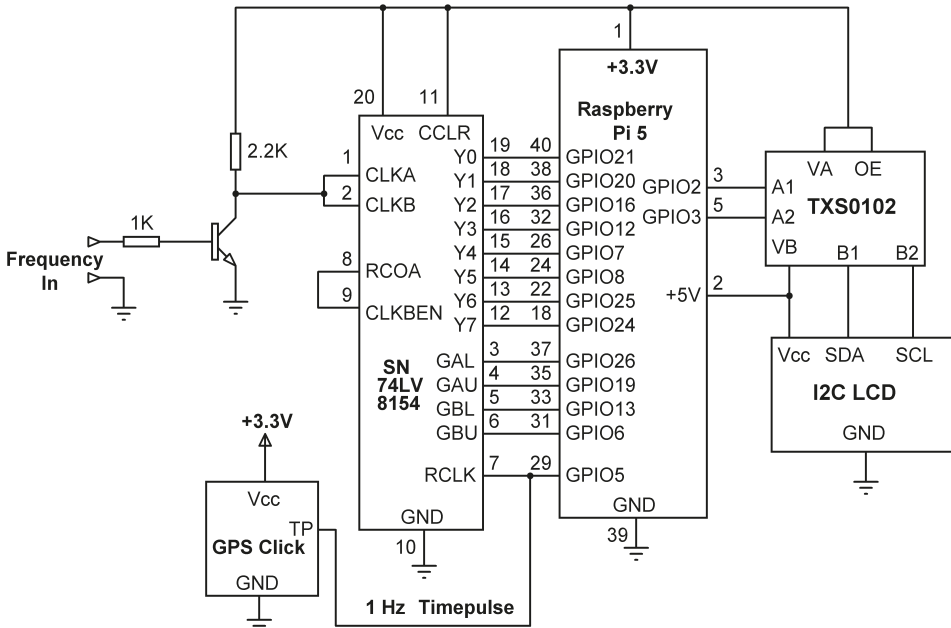 1
+3.3V
Raspberry
Pi 5
20
11
Vcc
CCLR
2.2K
1
CLKA
2
CLKB
1K
Frequency
In
8
RCOA
9
CLKBEN
Y0 19 40 GPIO21
Y1 18 38 GPIO20
Y2 17 36 GPIO16
Y3 16 32 GPIO12
Y4 15 26 GPIO7
Y5 14 24 GPIO8
Y6 13 22 GPIO25
Y7 12 18 GPIO24
SN
74LV
8154
GAL 3 37 GPIO26
GAU 4 35 GPIO19
GBL 5 33 GPIO13
GBU 6 31 GPIO6
RCLK 7 29 GPIO5
GND
10
GND
39
GPIO2 3 A1
GPIO3 5 A2
+5V 2
VA OE
TXS0102
VB
B1 B2
Vcc SDA SCL
I2C LCD
GND
+3.3V
Vcc
TP
GPS Click
GND
1 Hz Timepulse